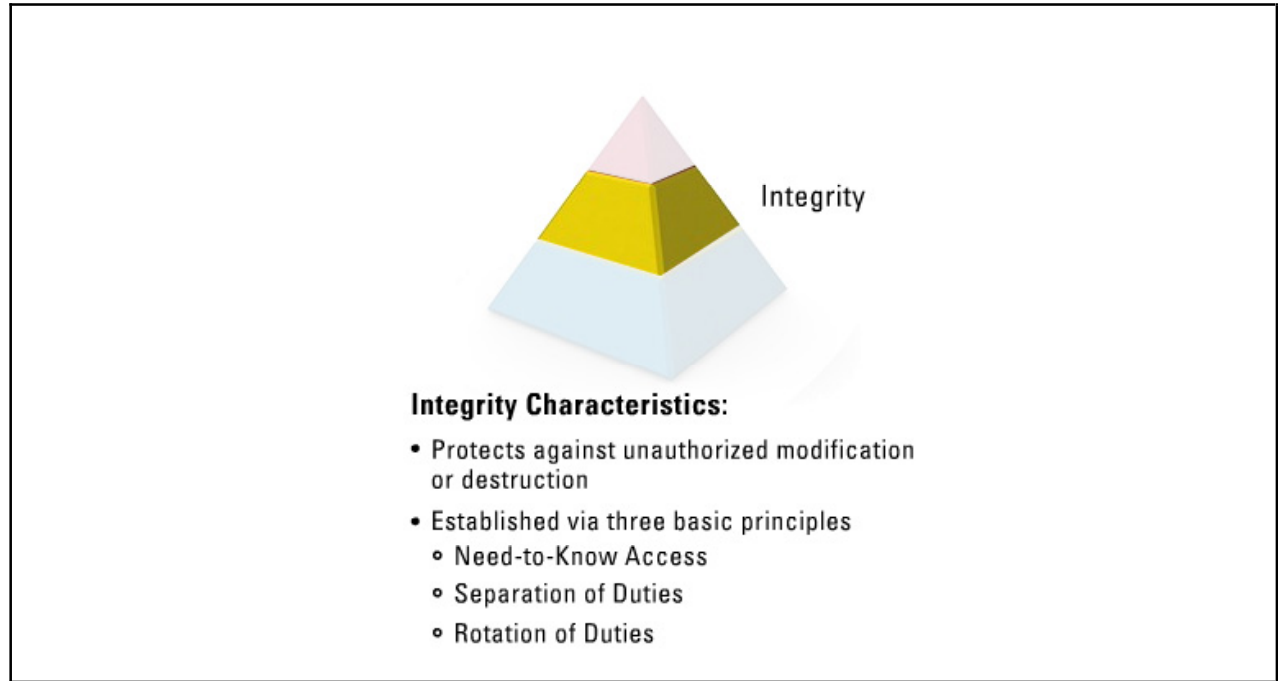 Integrity
Integrity Characteristics:
• Protects against unauthorized modification
or destruction
• Established via three basic principles
∘ Need-to-Know Access
∘ Separation of Duties
∘ Rotation of Duties